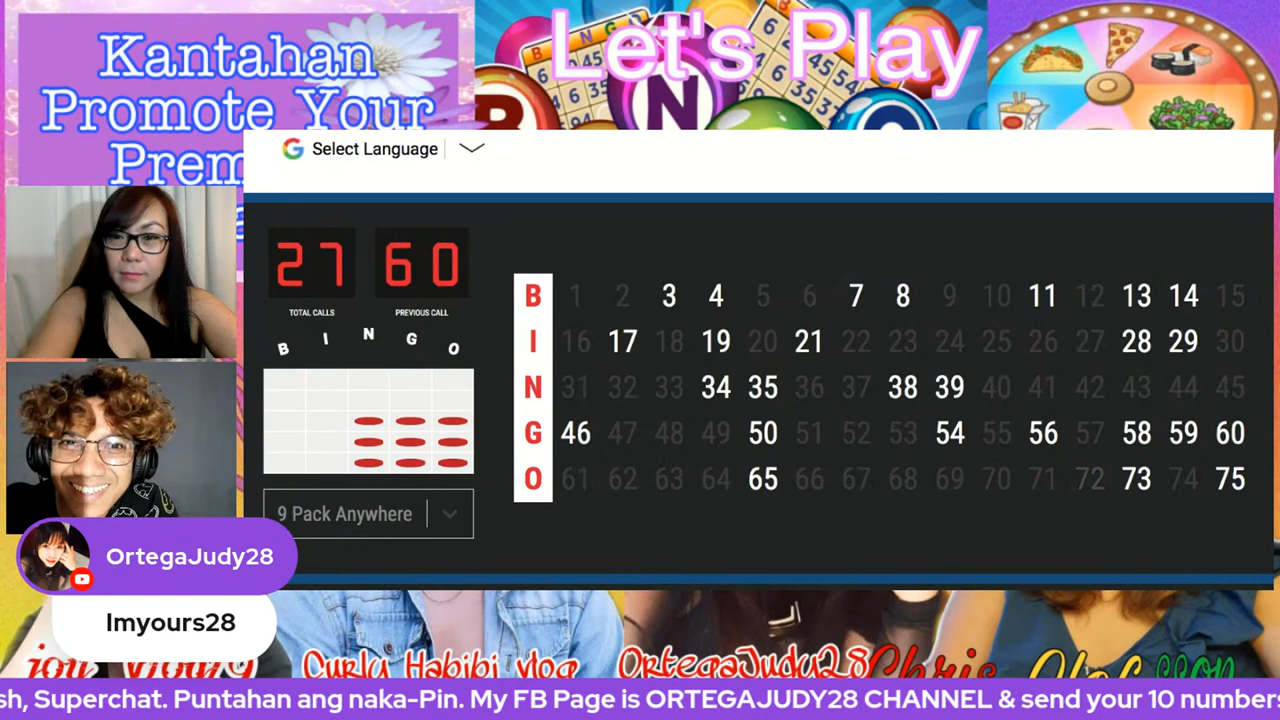 Kantahan
Promote Your
Prem
Let's Play
B N O
Select Language
27 60
TOTAL CALLS PREVIOUS CALL
B I N G O
9 Pack Anywhere
B 1 2 3 4 5 6 7 8 9 10 11 12 13 14 15
I 16 17 18 19 20 21 22 23 24 25 26 27 28 29 30
N 31 32 33 34 35 36 37 38 39 40 41 42 43 44 45
G 46 47 48 49 50 51 52 53 54 55 56 57 58 59 60
O 61 62 63 64 65 66 67 68 69 70 71 72 73 74 75
OrtegaJudy28
Imyours28
Curly Habibi vlog OrtegaJudy28 Chris
sh, Superchat. Puntahan ang naka-Pin. My FB Page is ORTEGAJUDY28 CHANNEL & send your 10 numbers